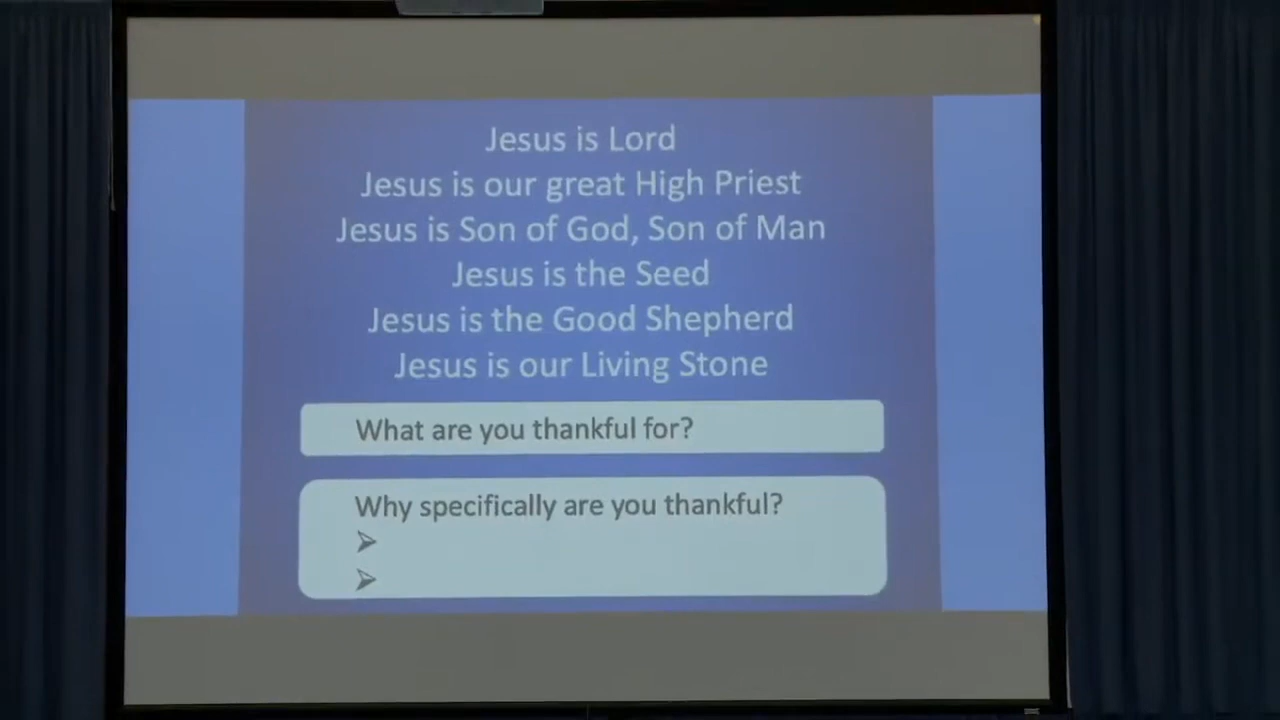 Jesus is Lord
Jesus is our great High Priest
Jesus is Son of God, Son of Man
Jesus is the Seed
Jesus is the Good Shepherd
Jesus is our Living Stone
What are you thankful for?
Why specifically are you thankful?
➢
➢